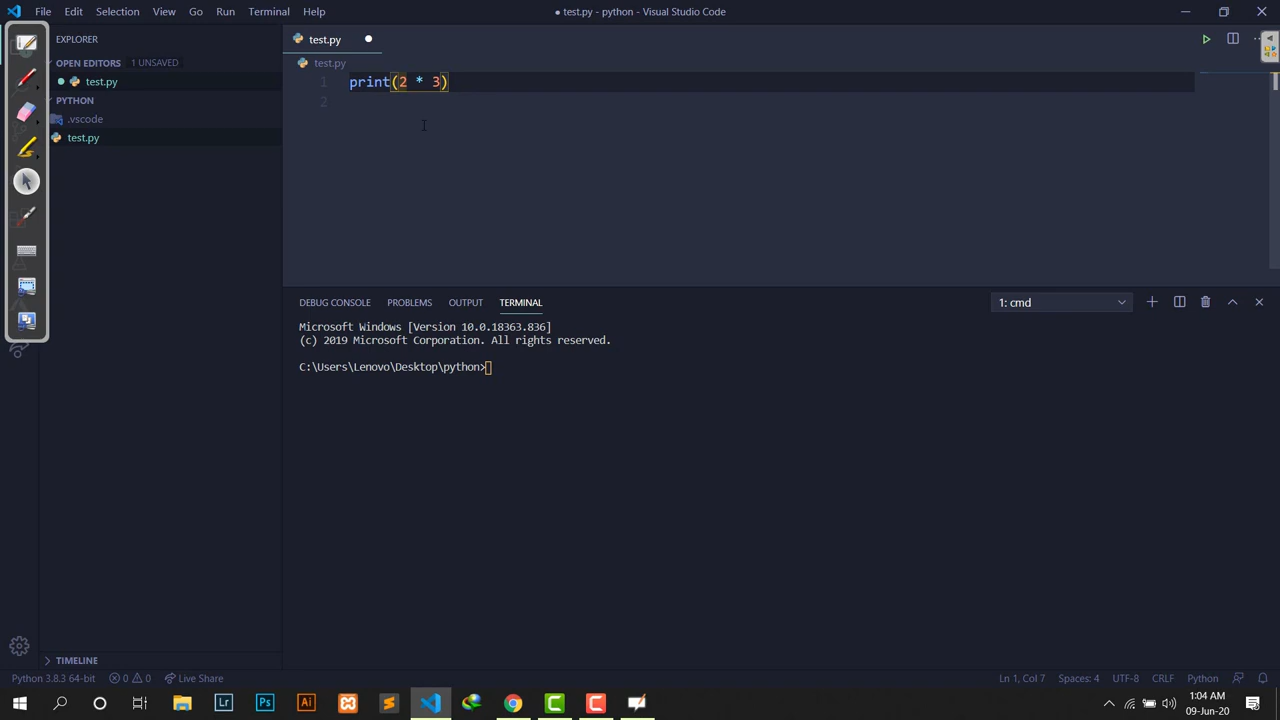 File Edit Selection View Go Run Terminal Help
● test.py - python - Visual Studio Code
EXPLORER
OPEN EDITORS 1 UNSAVED
test.py
PYTHON
.vscode
test.py
TIMELINE
test.py
test.py
1 print(2 * 3)
2
DEBUG CONSOLE PROBLEMS OUTPUT TERMINAL
1: cmd
Microsoft Windows [Version 10.0.18363.836]
(c) 2019 Microsoft Corporation. All rights reserved.
C:\Users\Lenovo\Desktop\python>
Python 3.8.3 64-bit 0 0 Live Share
Ln 1, Col 7 Spaces: 4 UTF-8 CRLF Python
Lr Ps Ai
1:04 AM
09-Jun-20